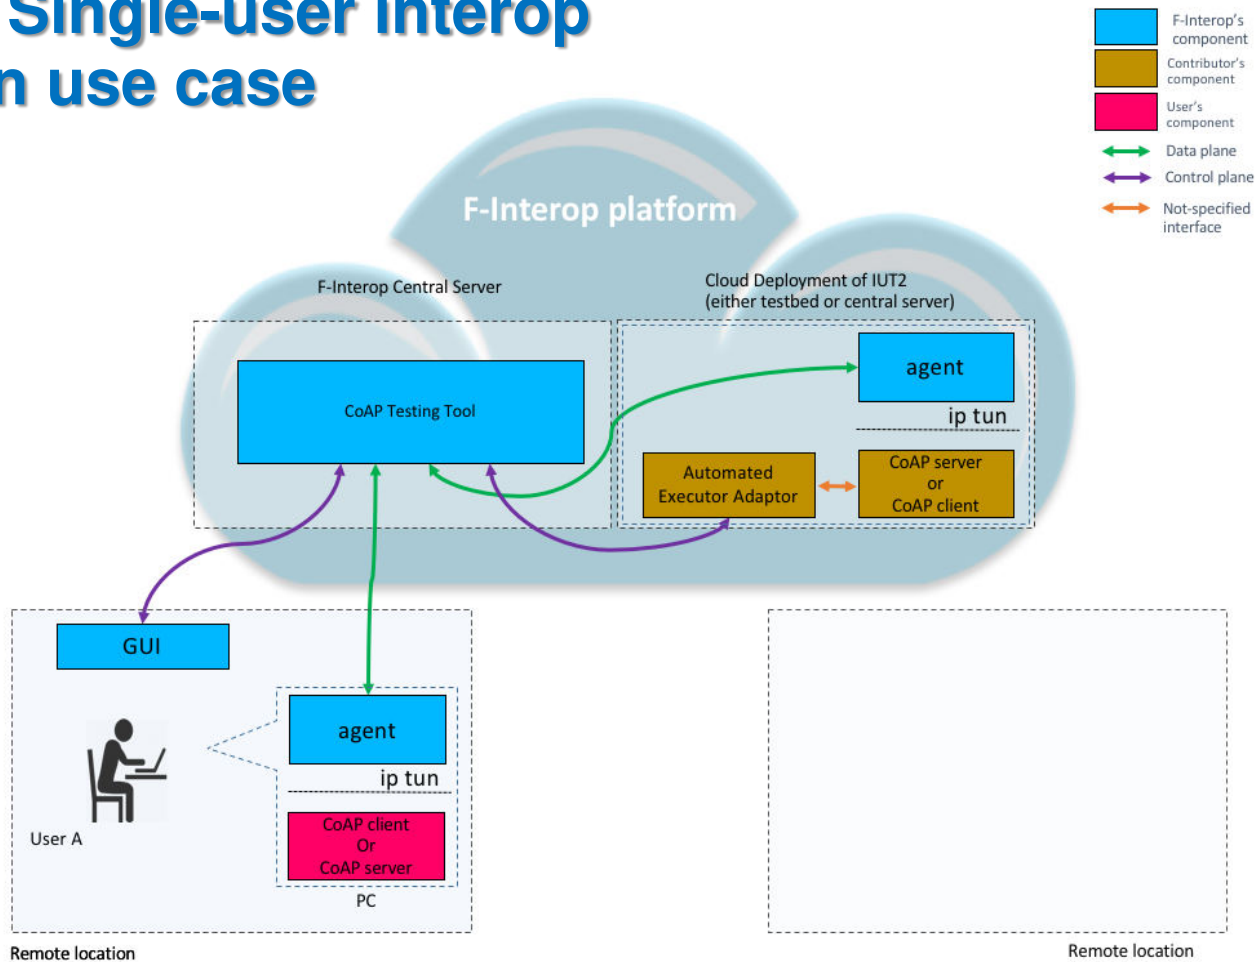 Single-user interop
n use case
F-Interop's
component
Contributor's
component
User's
component
Data plane
Control plane
Not-specified
interface
F-Interop platform
F-Interop Central Server
Cloud Deployment of IUT2
(either testbed or central server)
CoAP Testing Tool
agent
ip tun
Automated
Executor Adaptor
CoAP server
or
CoAP client
GUI
agent
ip tun
CoAP client
Or
CoAP server
User A
PC
Remote location
Remote location